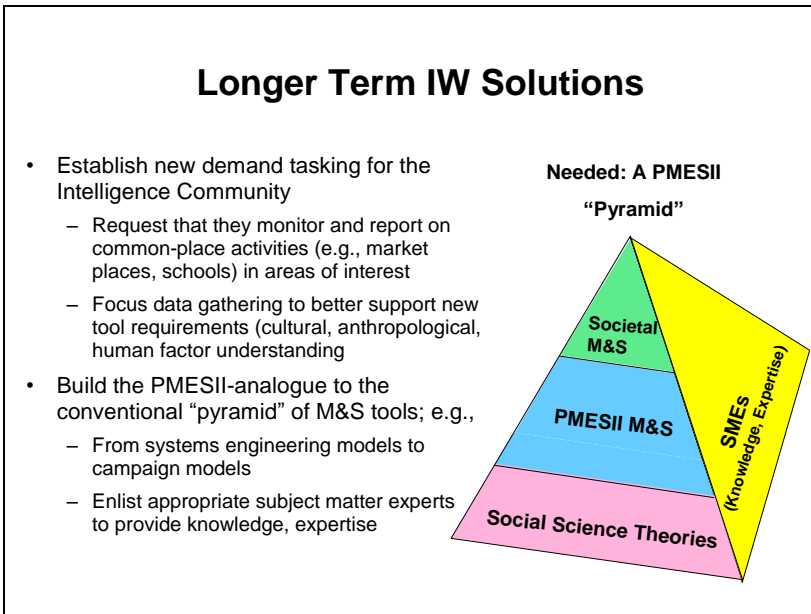 Longer Term IW Solutions
• Establish new demand tasking for the
Intelligence Community
– Request that they monitor and report on
common-place activities (e.g., market
places, schools) in areas of interest
– Focus data gathering to better support new
tool requirements (cultural, anthropological,
human factor understanding
• Build the PMESII-analogue to the
conventional “pyramid” of M&S tools; e.g.,
– From systems engineering models to
campaign models
– Enlist appropriate subject matter experts
to provide knowledge, expertise
Needed: A PMESII
“Pyramid”
Societal
M&S
PMESII M&S
Social Science Theories
SMEs
(Knowledge, Expertise)